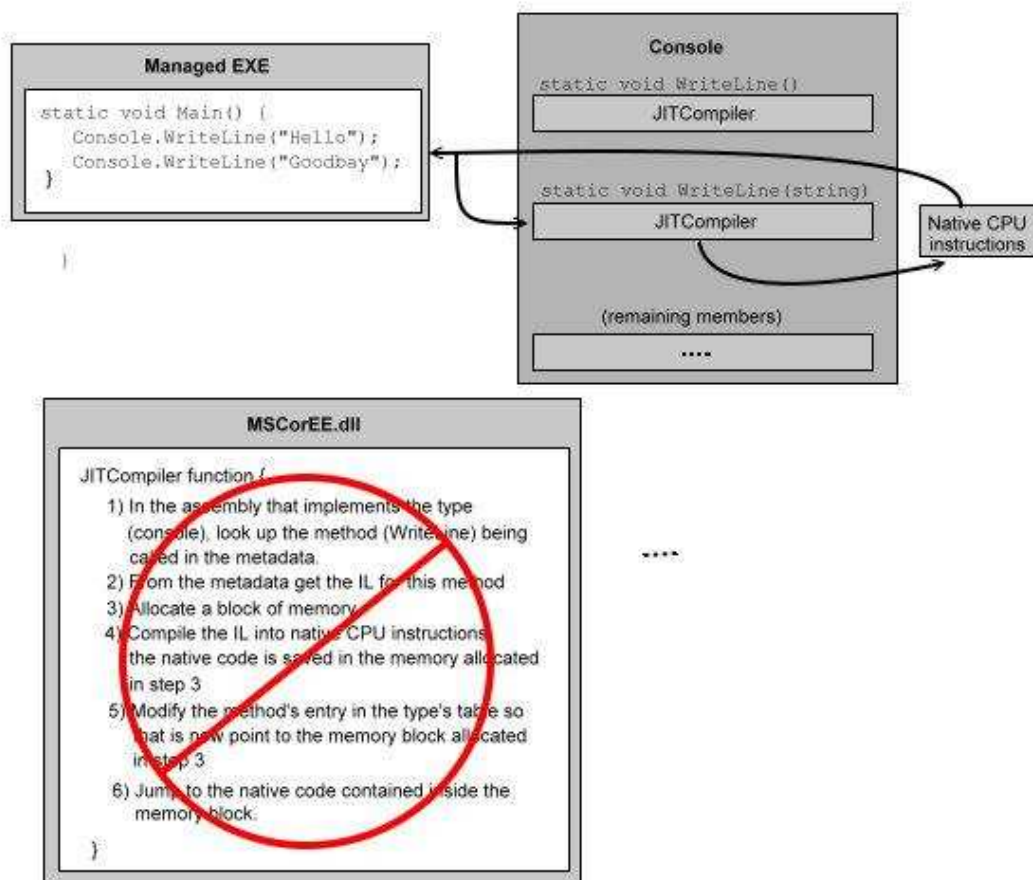 Managed EXE
static void Main() {
Console.WriteLine("Hello");
Console.WriteLine("Goodbay");
}
}
Console
static void WriteLine()
JITCompiler
static void WriteLine(string)
JITCompiler
(remaining members)
....
Native CPU
instructions
MSCorEE.dll
JITCompiler function {
1) In the assembly that implements the type
(console), look up the method (WriteLine) being
called in the metadata.
2) From the metadata get the IL for this method
3) Allocate a block of memory
4) Compile the IL into native CPU instructions
the native code is saved in the memory allocated
in step 3
5) Modify the method's entry in the type's table so
that is now point to the memory block allocated
in step 3
6) Jump to the native code contained inside the
memory block.
}
....